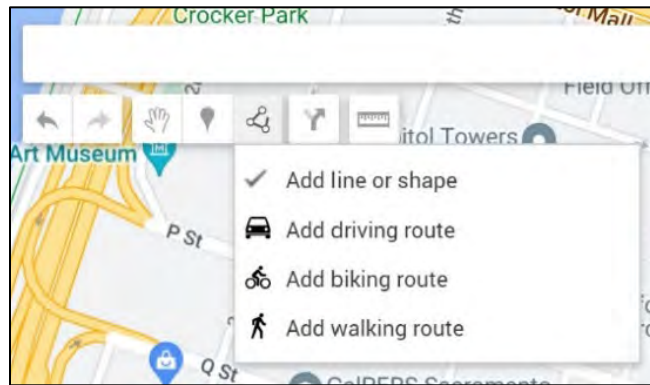 Crocker Park
Mall
Field Off
Capitol Towers
Art Museum
Add line or shape
P St
Add driving route
Add biking route
Add walking route
Q St
CalPERS Sacramento